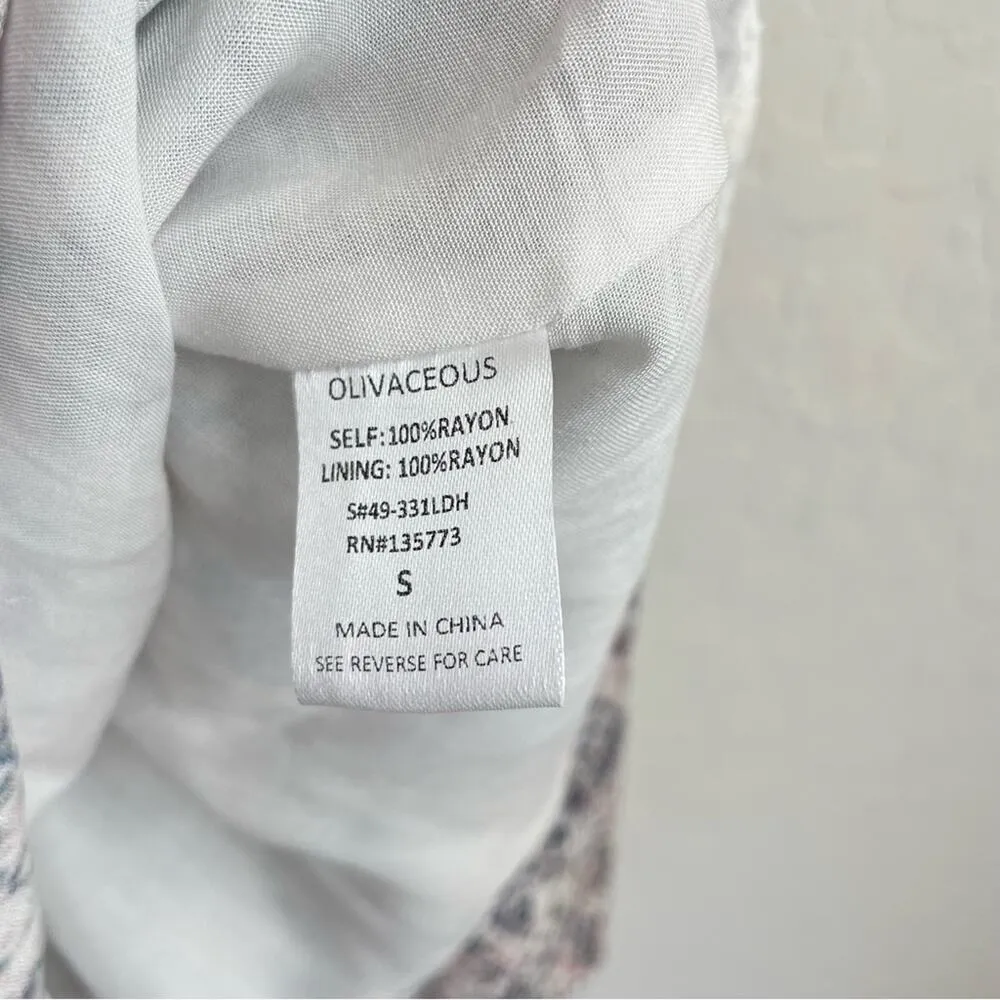 OLIVACEOUS
SELF:100%RAYON
LINING: 100%RAYON
S#49-331LDH
RN#135773
S
MADE IN CHINA
SEE REVERSE FOR CARE